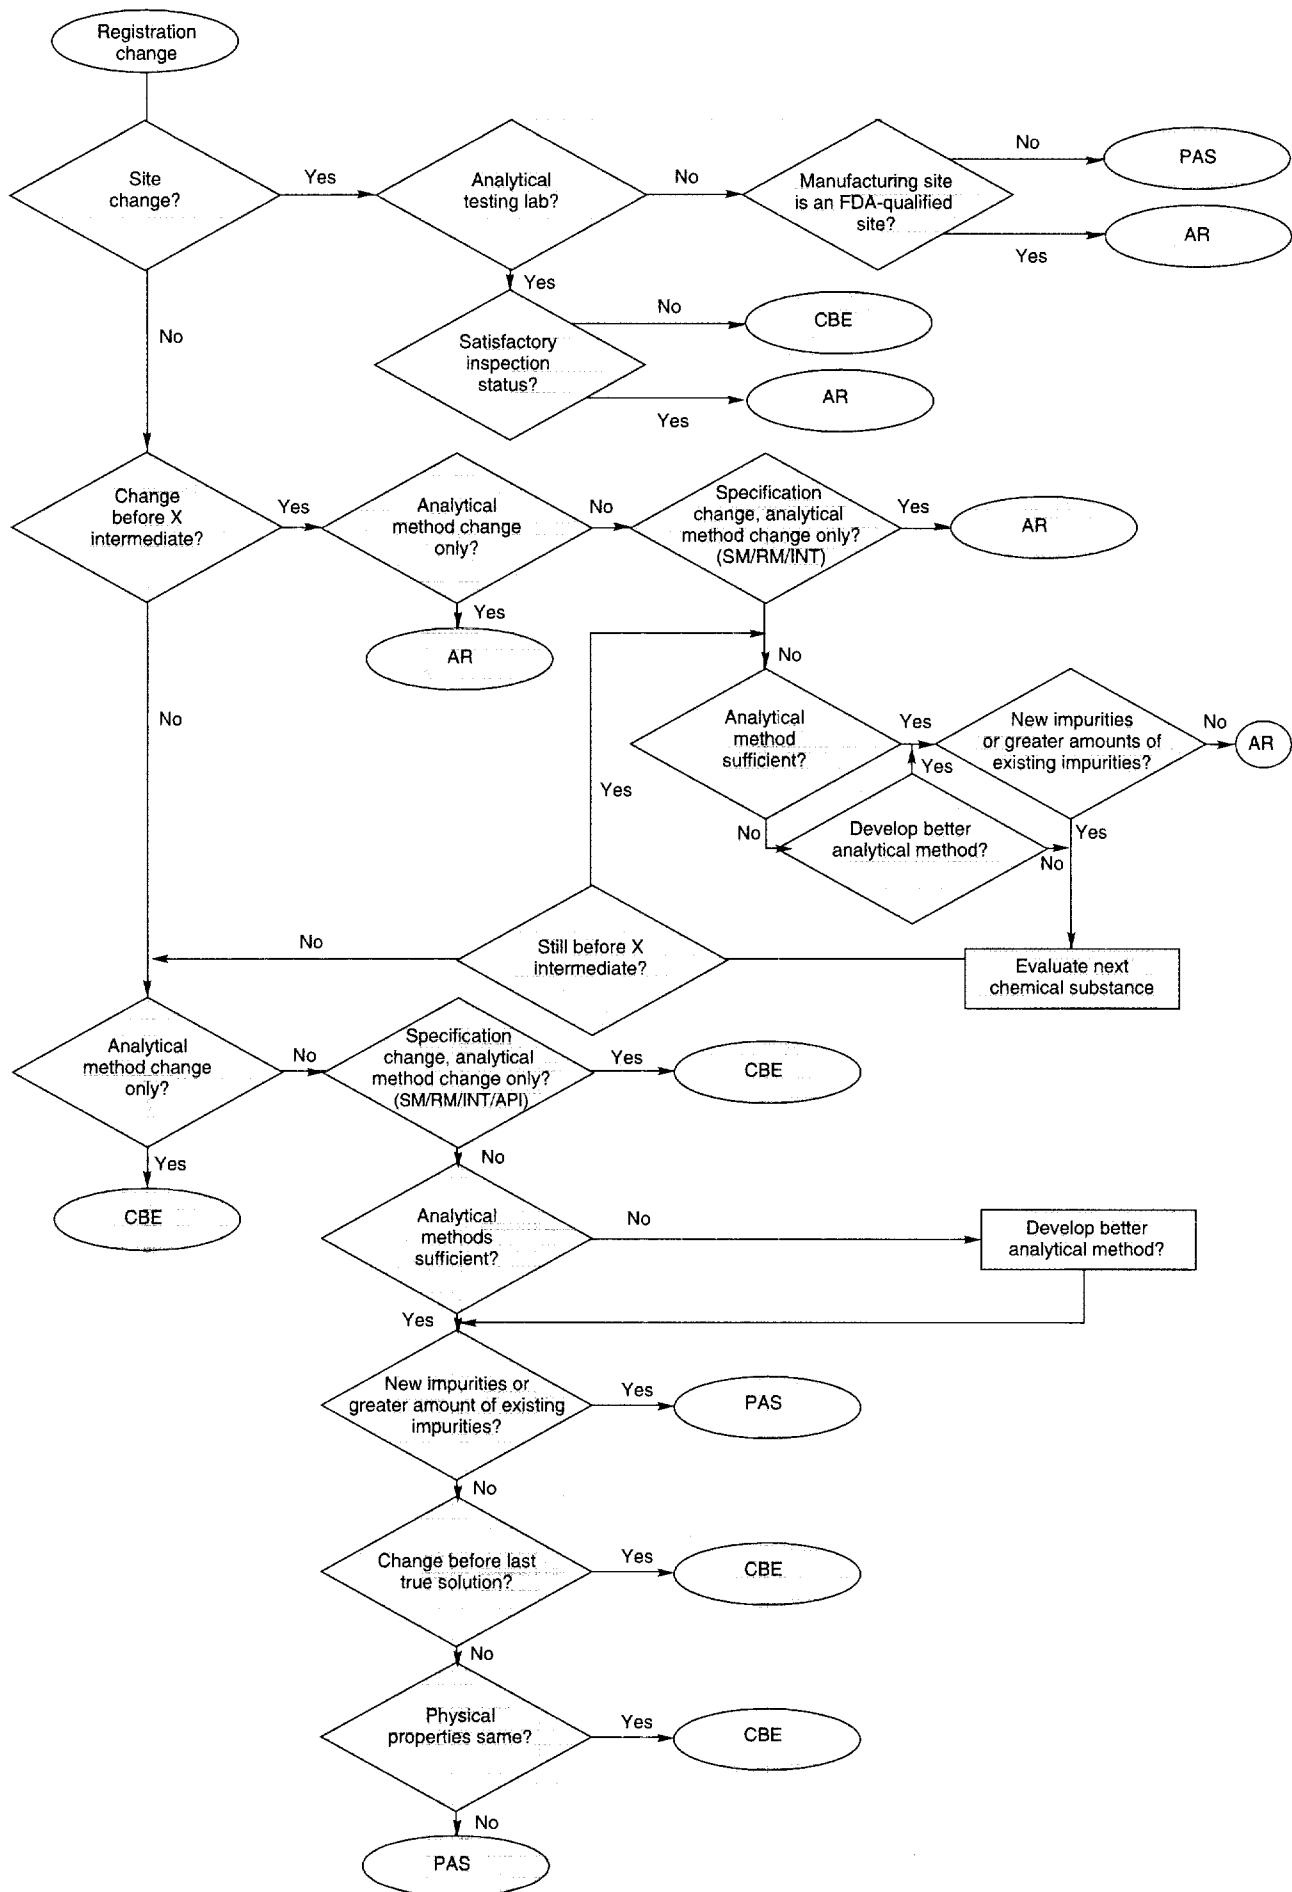 Registration
change
Site
change?
Yes
Analytical
testing lab?
No
Manufacturing site
is an FDA-qualified
site?
No
PAS
Yes
AR
Yes
No
Satisfactory
inspection
status?
No
CBE
Yes
AR
Change
before X
intermediate?
Yes
Analytical
method change
only?
No
Specification
change, analytical
method change only?
(SM/RM/INT)
Yes
AR
Yes
AR
No
No
Analytical
method
sufficient?
Yes
New impurities
or greater amounts of
existing impurities?
No
AR
Yes
Yes
No
Develop better
analytical method?
No
Yes
No
Still before X
intermediate?
Evaluate next
chemical substance
Analytical
method change
only?
No
Specification
change, analytical
method change only?
(SM/RM/INT/API)
Yes
CBE
Yes
CBE
No
Analytical
methods
sufficient?
No
Develop better
analytical method?
Yes
New impurities or
greater amount of existing
impurities?
Yes
PAS
No
Change before last
true solution?
Yes
CBE
No
Physical
properties same?
Yes
CBE
No
PAS